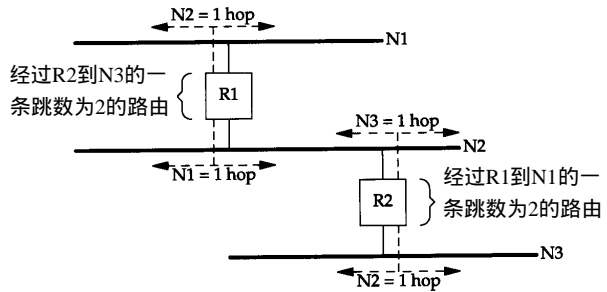 N2 = 1 hop
N1
经过R2到N3的一
条跳数为2的路由
R1
N3 = 1 hop
N2
N1 = 1 hop
R2
经过R1到N1的一
条跳数为2的路由
N3
N2 = 1 hop